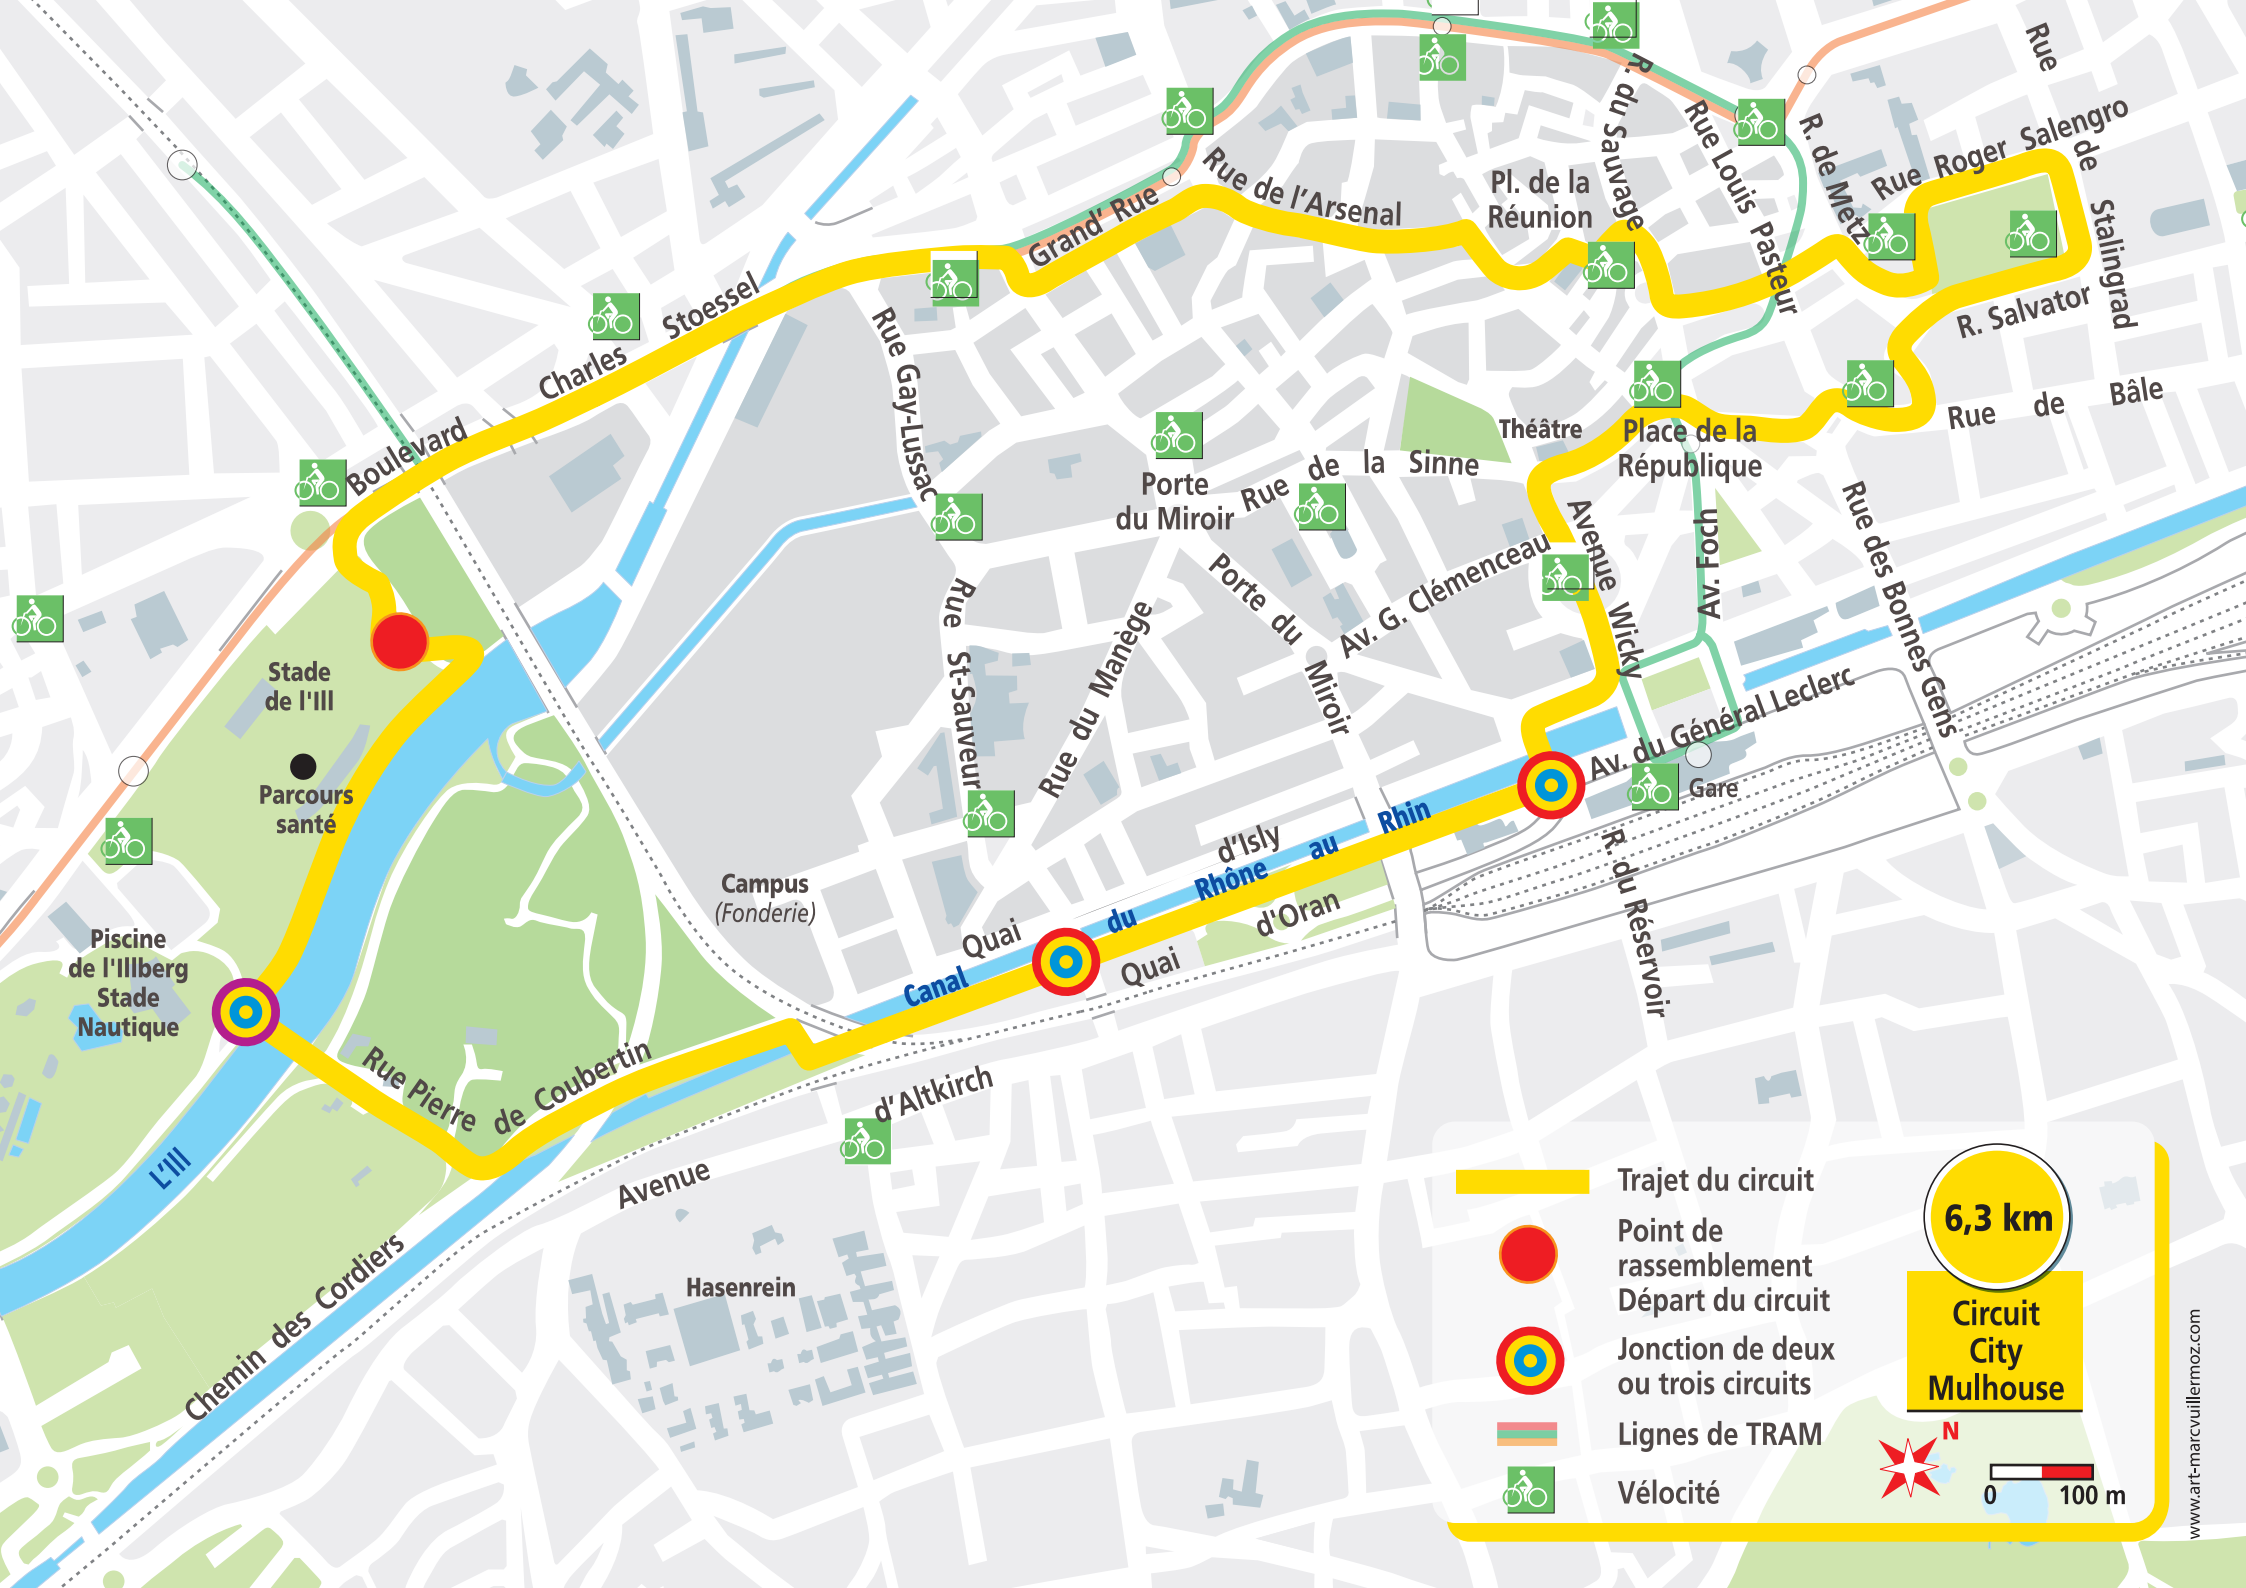 Rue de Stalingrad
Rue Roger Salengro
R. de Metz
Rue Louis Pasteur
R. du Sauvage
Pl. de la
Réunion
Rue de l'Arsenal
Grand' Rue
Boulevard Charles Stoessel
R. Salvator
Rue de Bâle
Rue Gay-Lussac
Théâtre
Place de la
République
Porte
du Miroir
Rue de la Sinne
Avenue Wicky
Av. Foch
Rue des Bonnes Gens
Av. G. Clémenceau
Porte du Miroir
Rue du Manège
Rue St-Sauveur
Stade
de l'Ill
Parcours
santé
Av. du Général Leclerc
Gare
R. du Réservoir
Campus
(Fonderie)
Quai d'Isly
Canal du Rhône au Rhin
Quai d'Oran
Piscine
de l'Illberg
Stade
Nautique
L'Ill
Rue Pierre de Coubertin
Avenue d'Altkirch
Chemin des Cordiers
Hasenrein
Trajet du circuit
Point de
rassemblement
Départ du circuit
Jonction de deux
ou trois circuits
Lignes de TRAM
Vélocité
6,3 km
Circuit
City
Mulhouse
N
0 100 m
www.art-marcvuillermoz.com